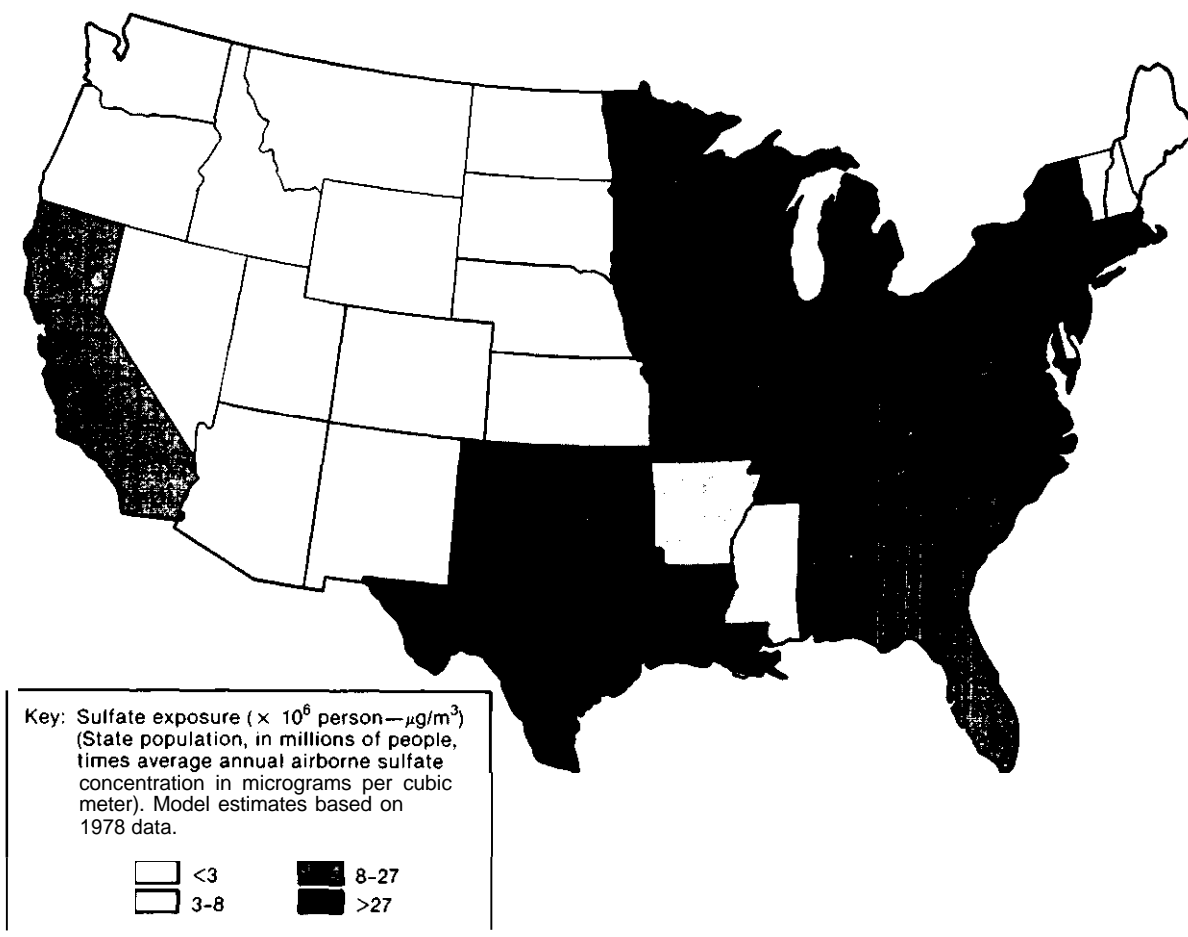 Key: Sulfate exposure (× 10⁶ person—μg/m³)
(State population, in millions of people,
times average annual airborne sulfate
concentration in micrograms per cubic
meter). Model estimates based on
1978 data.
<3 8-27
3-8 >27